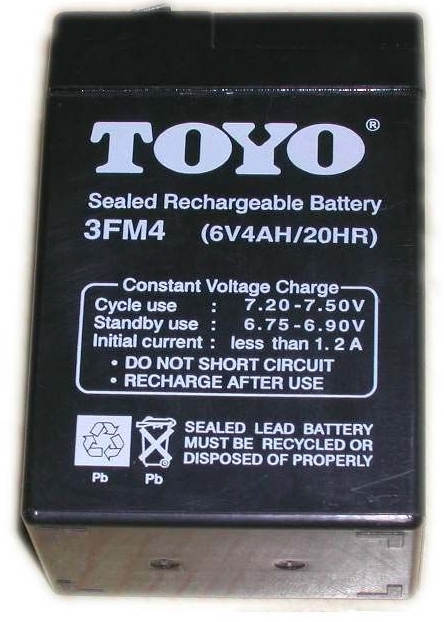 TOYO®
Sealed Rechargeable Battery
3FM4 (6V4AH/20HR)
Constant Voltage Charge
Cycle use : 7.20-7.50V
Standby use : 6.75-6.90V
Initial current : less than 1.2A
• DO NOT SHORT CIRCUIT
• RECHARGE AFTER USE
SEALED LEAD BATTERY
MUST BE RECYCLED OR
DISPOSED OF PROPERLY
Pb Pb